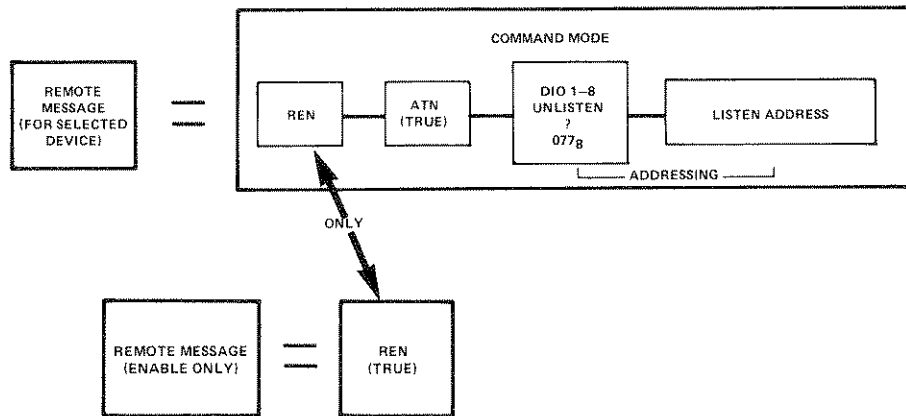 COMMAND MODE
REMOTE
MESSAGE
(FOR SELECTED
DEVICE)
=
REN
ATN
(TRUE)
DIO 1–8
UNLISTEN
?
077₈
LISTEN ADDRESS
ADDRESSING
ONLY
REMOTE MESSAGE
(ENABLE ONLY)
=
REN
(TRUE)